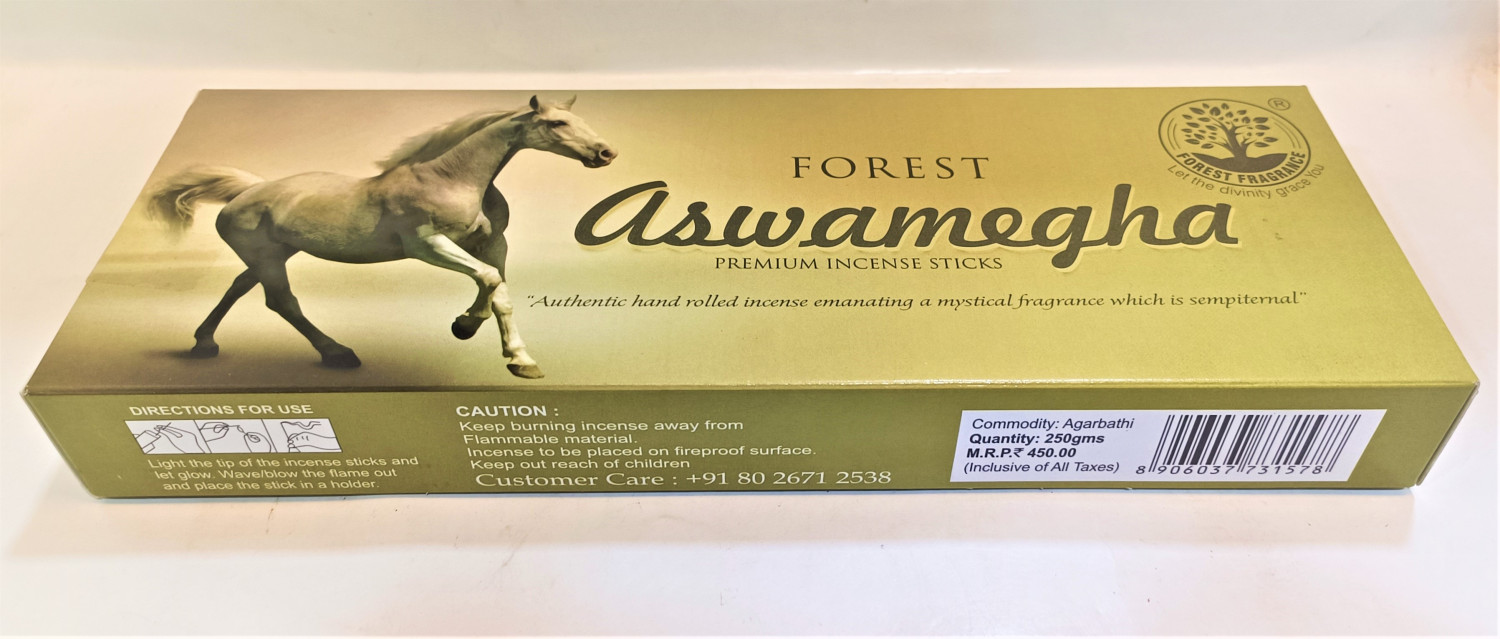 FOREST
aswamegha
PREMIUM INCENSE STICKS
"Authentic hand rolled incense emanating a mystical fragrance which is sempiternal"
®
FOREST FRAGRANCE
Let the divinity grace you
DIRECTIONS FOR USE
Light the tip of the incense sticks and
let glow. Wave/blow the flame out
and place the stick in a holder.
CAUTION :
Keep burning incense away from
Flammable material.
Incense to be placed on fireproof surface.
Keep out reach of children
Customer Care : +91 80 2671 2538
Commodity: Agarbathi
Quantity: 250gms
M.R.P.₹ 450.00
(Inclusive of All Taxes)
8 906037 731578